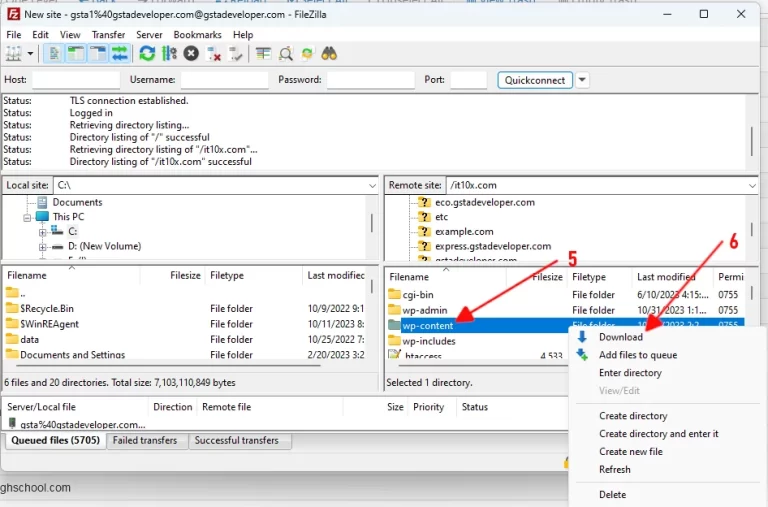 New site - gsta1%40gstadeveloper.com@gstadeveloper.com - FileZilla
File Edit View Transfer Server Bookmarks Help
Host: Username: Password: Port: Quickconnect
Status: TLS connection established.
Status: Logged in
Status: Retrieving directory listing...
Status: Directory listing of "/" successful
Status: Retrieving directory listing of "/it10x.com"...
Status: Directory listing of "/it10x.com" successful
Local site: C:\
Documents
This PC
C:
D: (New Volume)
Remote site: /it10x.com
eco.gstadeveloper.com
etc
example.com
express.gstadeveloper.com
Filename Filesize Filetype Last modified
..
$Recycle.Bin File folder 10/9/2022 9:1...
$WinREAgent File folder 10/11/2023 8:...
data File folder 10/25/2022 7:...
Documents and Settings File folder 2/20/2023 3:2...
6 files and 20 directories. Total size: 7,103,110,849 bytes
Filename Filesize Filetype Last modified Permi
cgi-bin File folder 6/10/2023 4:15:... 0755
wp-admin File folder 10/31/2023 1:1... 0755
wp-content File folder 0755
wp-includes
.htaccess 4,533
Selected 1 directory.
5
6
Download
Add files to queue
Enter directory
View/Edit
Create directory
Create directory and enter it
Create new file
Refresh
Delete
Server/Local file Direction Remote file Size Priority Status
gsta%40gstadeveloper.com...
Queued files (5705) Failed transfers Successful transfers
ghschool.com